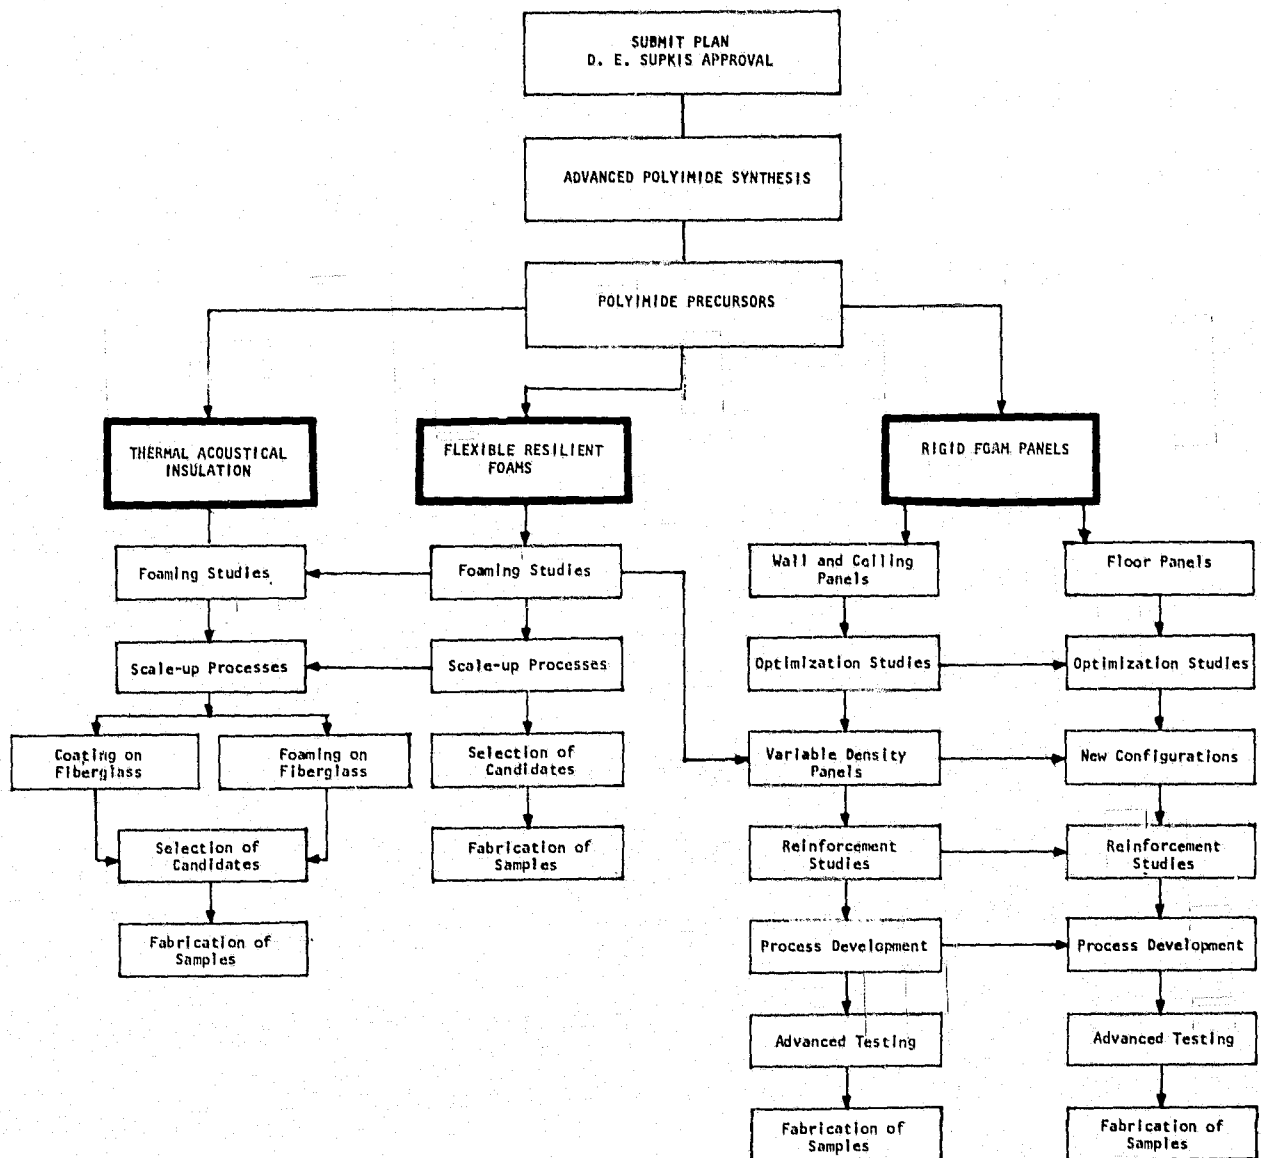 SUBMIT PLAN
D. E. SUPKIS APPROVAL
ADVANCED POLYIMIDE SYNTHESIS
POLYIMIDE PRECURSORS
THERMAL ACOUSTICAL
INSULATION
FLEXIBLE RESILIENT
FOAMS
RIGID FOAM PANELS
Foaming Studies
Foaming Studies
Wall and Ceiling
Panels
Floor Panels
Scale-up Processes
Scale-up Processes
Optimization Studies
Optimization Studies
Coating on
Fiberglass
Foaming on
Fiberglass
Selection of
Candidates
Variable Density
Panels
New Configurations
Selection of
Candidates
Fabrication of
Samples
Reinforcement
Studies
Reinforcement
Studies
Fabrication of
Samples
Process Development
Process Development
Advanced Testing
Advanced Testing
Fabrication of
Samples
Fabrication of
Samples